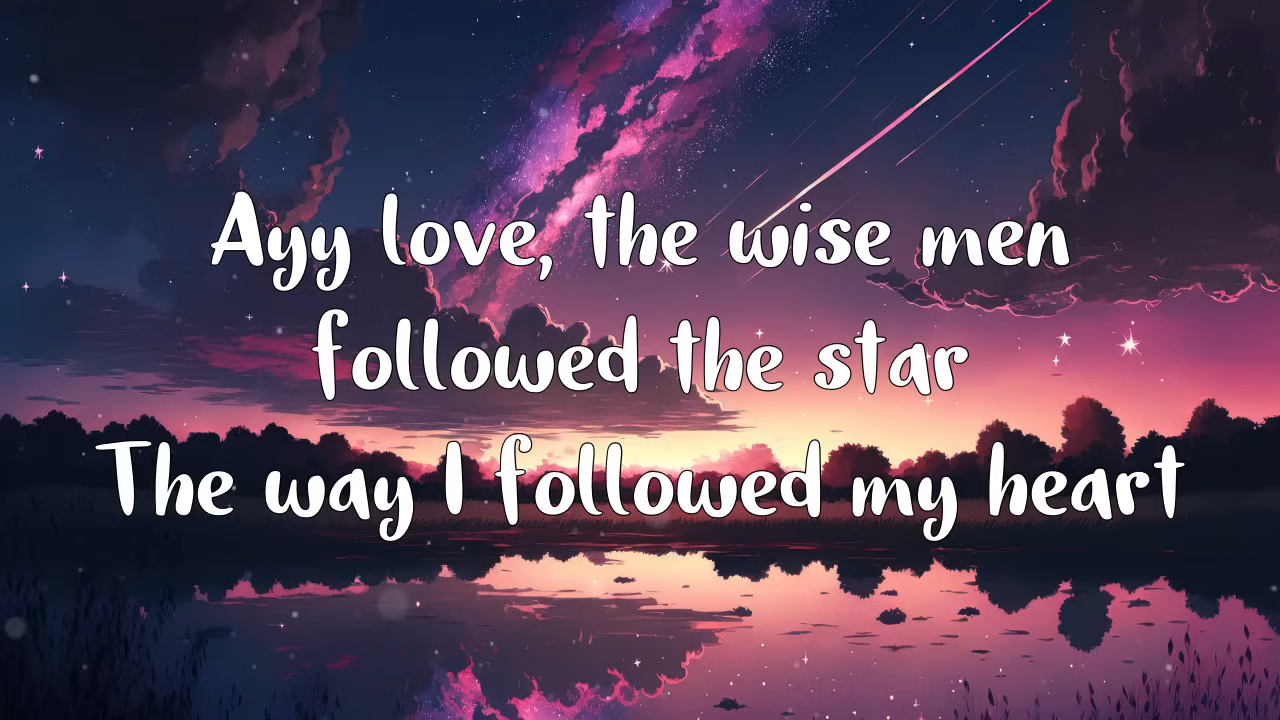 Ayy love, the wise men
followed the star
The way I followed my heart